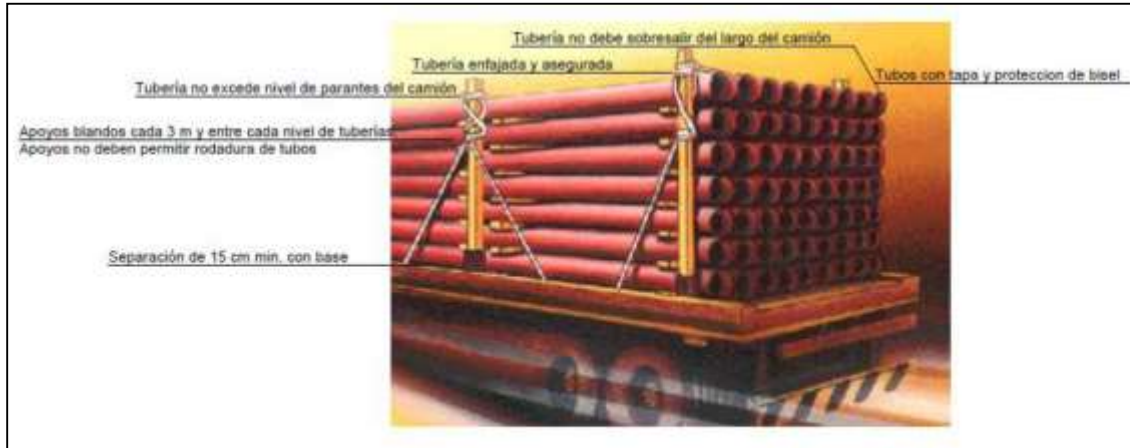 Tubería no debe sobresalir del largo del camión
Tubería enfajada y asegurada
Tubos con tapa y proteccion de bisel
Tubería no excede nivel de parantes del camión
Apoyos blandos cada 3 m y entre cada nivel de tuberías
Apoyos no deben permitir rodadura de tubos
Separación de 15 cm min. con base